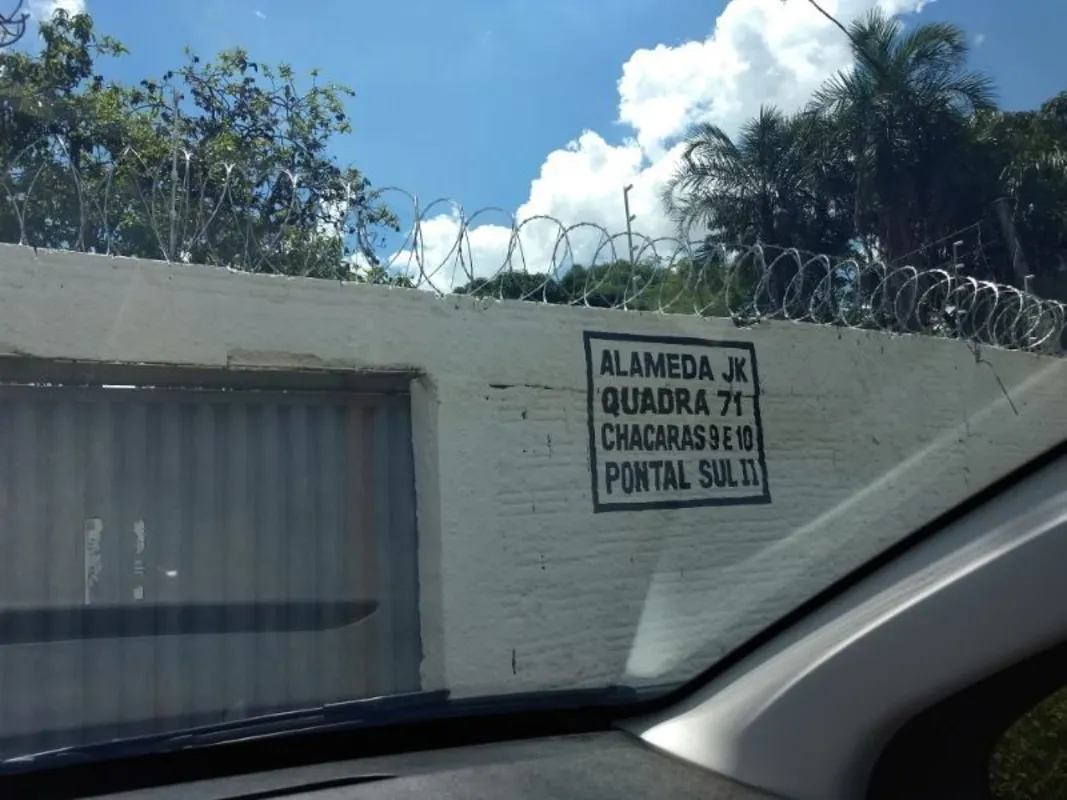 ALAMEDA JK
QUADRA 71
CHACARAS 9 E 10
PONTAL SUL II